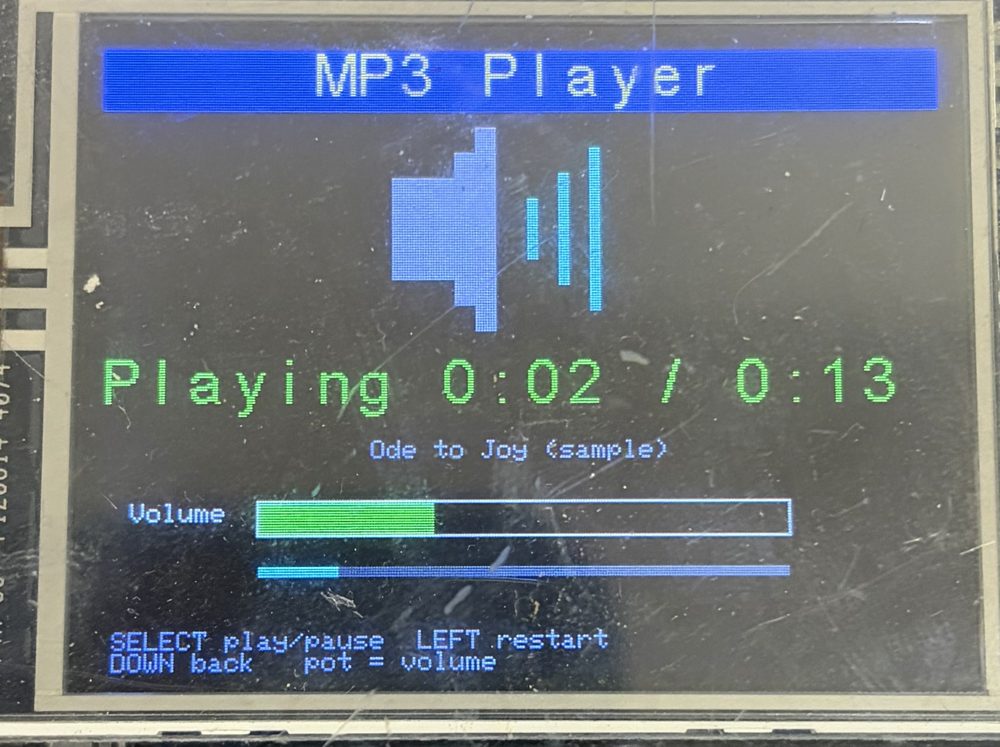 MP3 Player
Playing 0:02 / 0:13
Ode to Joy (sample)
Volume
SELECT play/pause LEFT restart
DOWN back pot = volume